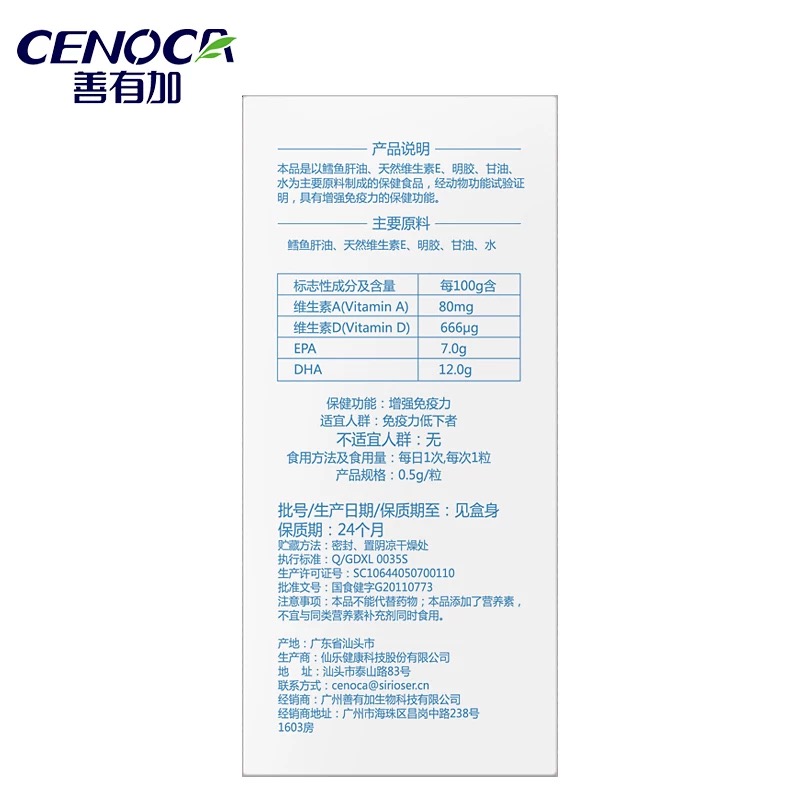 CENOCA
善有加
产品说明
本品是以鳕鱼肝油、天然维生素E、明胶、甘油、
水为主要原料制成的保健食品，经动物功能试验证
明，具有增强免疫力的保健功能。
主要原料
鳕鱼肝油、天然维生素E、明胶、甘油、水
标志性成分及含量 每100g含
维生素A(Vitamin A) 80mg
维生素D(Vitamin D) 666μg
EPA 7.0g
DHA 12.0g
保健功能：增强免疫力
适宜人群：免疫力低下者
不适宜人群：无
食用方法及食用量：每日1次,每次1粒
产品规格：0.5g/粒
批号/生产日期/保质期至：见盒身
保质期：24个月
贮藏方法：密封、置阴凉干燥处
执行标准：Q/GDXL 0035S
生产许可证号：SC10644050700110
批准文号：国食健字G20110773
注意事项：本品不能代替药物；本品添加了营养素，
不宜与同类营养素补充剂同时食用。
产地：广东省汕头市
生产商：仙乐健康科技股份有限公司
地 址：汕头市泰山路83号
联系方式：cenoca@sirioser.cn
经销商：广州善有加生物科技有限公司
经销商地址：广州市海珠区昌岗中路238号
1603房